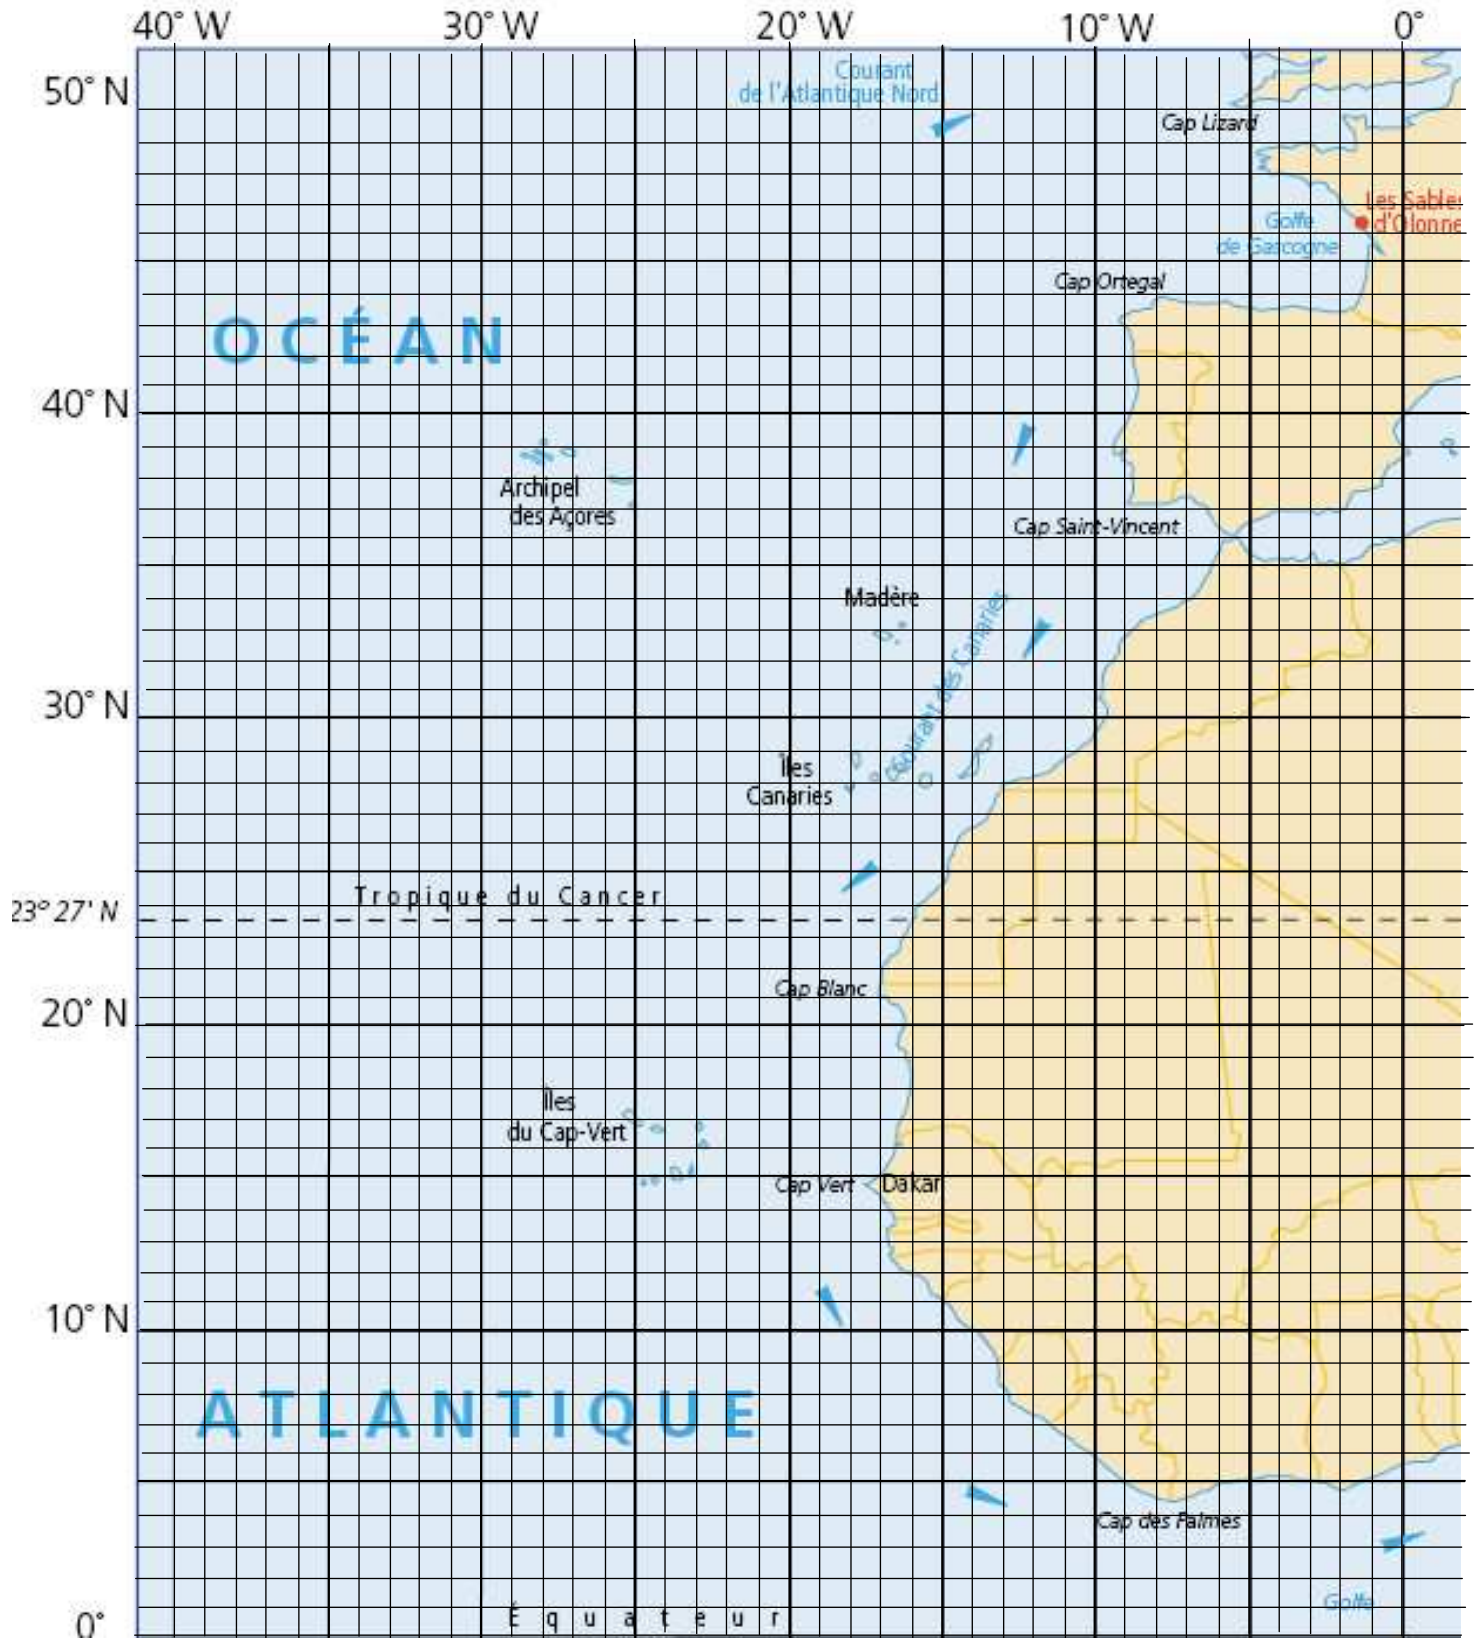 40° W 30° W 20° W 10° W 0°
50° N
Courant
de l'Atlantique Nord
Cap Lizard
Les Sables
d'Olonne
Golfe
de Gascogne
Cap Ortegal
OCÉAN
40° N
Archipel
des Açores
Cap Saint-Vincent
Madère
Courant des Canaries
30° N
Îles
Canaries
Tropique du Cancer
23° 27' N
Cap Blanc
20° N
Îles
du Cap-Vert
Cap Vert
Dakar
10° N
ATLANTIQUE
Cap des Palmes
Golfe
Équateur
0°